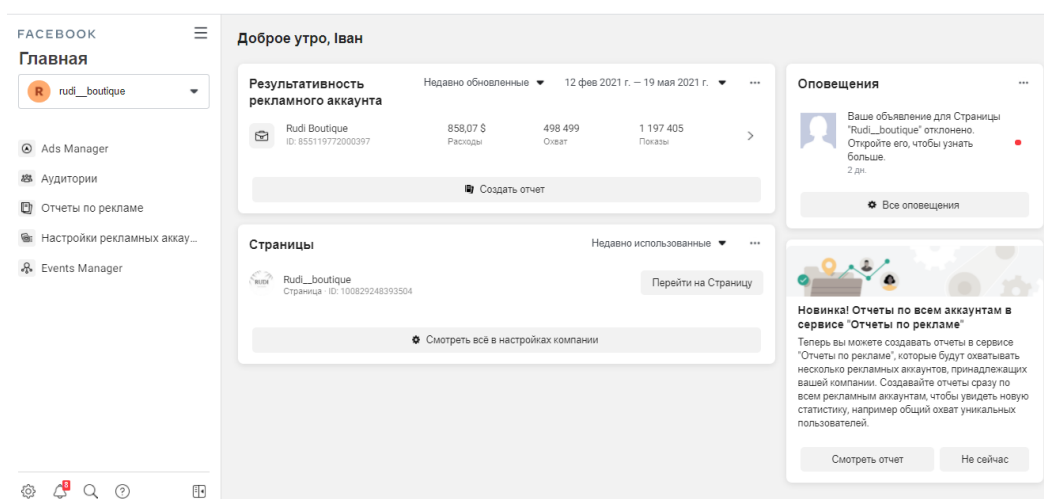 FACEBOOK
Главная
R rudi__boutique
Ads Manager
Аудитории
Отчеты по рекламе
Настройки рекламных аккау...
Events Manager
8
Доброе утро, Іван
Результативность рекламного аккаунта
Недавно обновленные
12 фев 2021 г. – 19 мая 2021 г.
Rudi Boutique
ID: 855119772000397
858,07 $
Расходы
498 499
Охват
1 197 405
Показы
Создать отчет
Страницы
Недавно использованные
RUDI
Rudi__boutique
Страница · ID: 100829248393504
Перейти на Страницу
Смотреть всё в настройках компании
Оповещения
Ваше объявление для Страницы
"Rudi__boutique" отклонено.
Откройте его, чтобы узнать
больше.
2 дн.
Все оповещения
Новинка! Отчеты по всем аккаунтам в
сервисе "Отчеты по рекламе"
Теперь вы можете создавать отчеты в сервисе
"Отчеты по рекламе", которые будут охватывать
несколько рекламных аккаунтов, принадлежащих
вашей компании. Создавайте отчеты сразу по
всем рекламным аккаунтам, чтобы увидеть новую
статистику, например общий охват уникальных
пользователей.
Смотреть отчет
Не сейчас